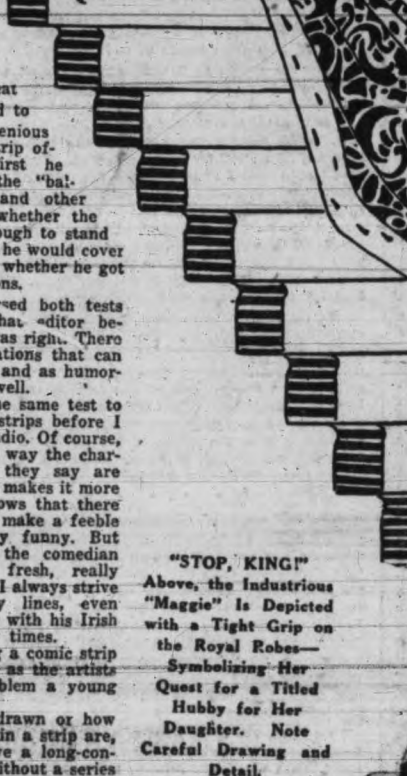 eat
d to
enious
rip of-
irst he
the "bal-
and other
whether the
ough to stand
he would cover
whether he got
ns.
sed both tests
hat editor be-
as right. There
ations that can
and as humor-
well.
e same test to
strips before I
dio. Of course,
way the char-
they say are
makes it more
ows that there
make a feeble
y funny. But
the comedian
fresh, really
I always strive
y lines, even
with his Irish
times.
g a comic strip
as the artists
blem a young
drawn or how
in a strip are,
ve a long-con-
ithout a series
"STOP, KING!"
Above, the Industrious
"Maggie" Is Depicted
with a Tight Grip on
the Royal Robes—
Symbolizing Her
Quest for a Titled
Hubby for Her
Daughter. Note
Careful Drawing and
Detail.